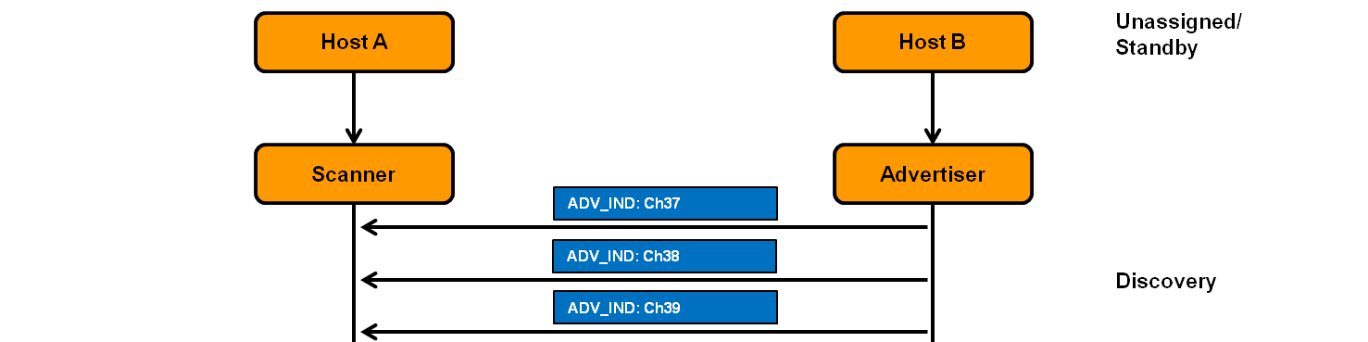 Host A
Host B
Unassigned/
Standby
Scanner
Advertiser
ADV_IND: Ch37
ADV_IND: Ch38
Discovery
ADV_IND: Ch39